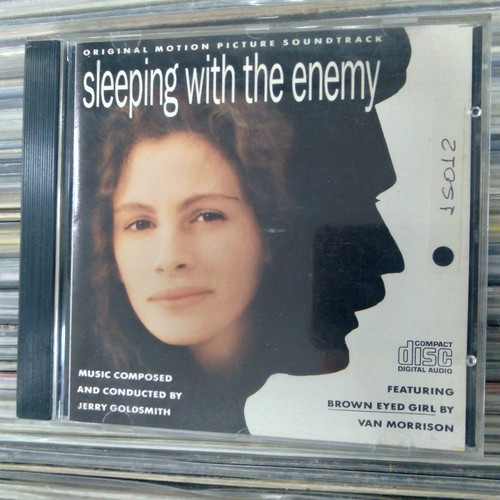 ORIGINAL MOTION PICTURE SOUNDTRACK
sleeping with the enemy
JS012
COMPACT
disc
DIGITAL AUDIO
MUSIC COMPOSED
AND CONDUCTED BY
JERRY GOLDSMITH
FEATURING
BROWN EYED GIRL BY
VAN MORRISON